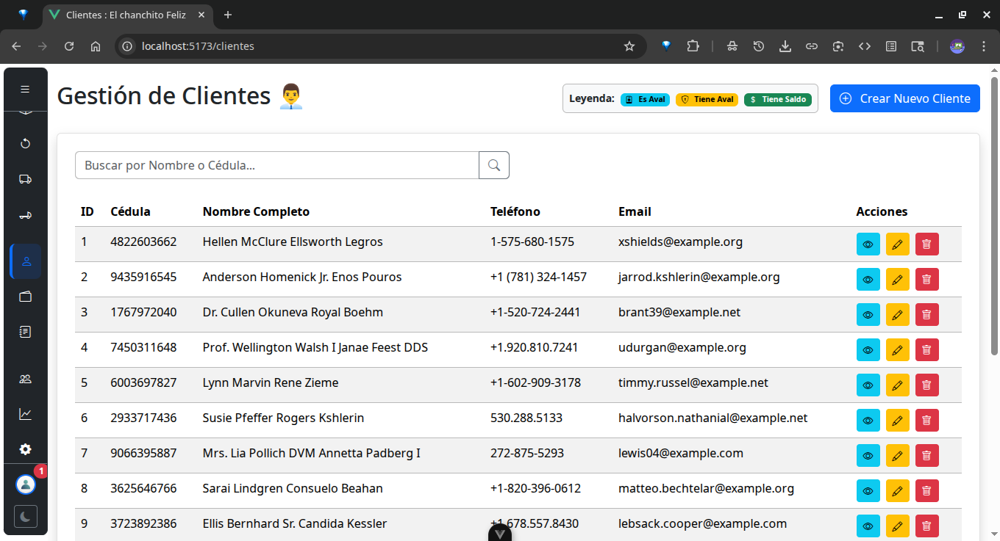 Clientes : El chanchito Feliz
localhost:5173/clientes
Gestión de Clientes
Leyenda: Es Aval Tiene Aval $ Tiene Saldo
Crear Nuevo Cliente
Buscar por Nombre o Cédula...
ID Cédula Nombre Completo Teléfono Email Acciones
1 4822603662 Hellen McClure Ellsworth Legros 1-575-680-1575 xshields@example.org
2 9435916545 Anderson Homenick Jr. Enos Pouros +1 (781) 324-1457 jarrod.kshlerin@example.org
3 1767972040 Dr. Cullen Okuneva Royal Boehm +1-520-724-2441 brant39@example.net
4 7450311648 Prof. Wellington Walsh I Janae Feest DDS +1.920.810.7241 udurgan@example.org
5 6003697827 Lynn Marvin Rene Zieme +1-602-909-3178 timmy.russel@example.net
6 2933717436 Susie Pfeffer Rogers Kshlerin 530.288.5133 halvorson.nathanial@example.net
7 9066395887 Mrs. Lia Pollich DVM Annetta Padberg I 272-875-5293 lewis04@example.com
1
8 3625646766 Sarai Lindgren Consuelo Beahan +1-820-396-0612 matteo.bechtelar@example.org
9 3723892386 Ellis Bernhard Sr. Candida Kessler +1.678.557.8430 lebsack.cooper@example.com